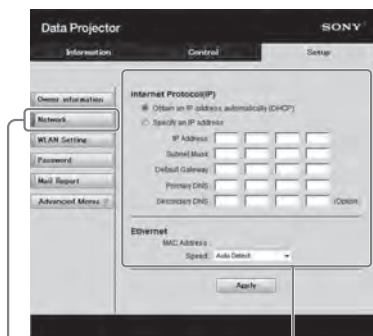 Data Projector
SONY
Information
Control
Setup
Owner information
Network
WLAN Setting
Password
Mail Report
Advanced Menu
Internet Protocol(IP)
Obtain an IP address automatically (DHCP)
Specify an IP address
IP Address
Subnet Mask
Default Gateway
Primary DNS
Secondary DNS
(Option
Ethernet
MAC Address :
Speed: Auto Detect
Apply